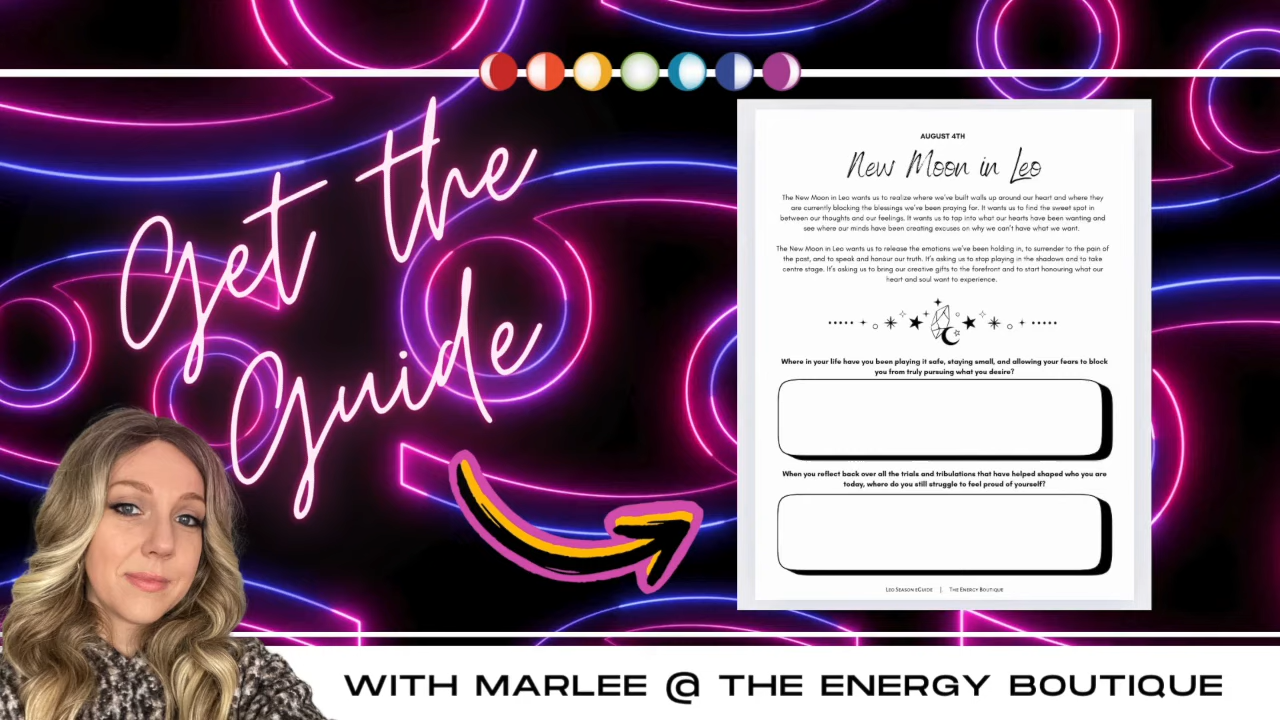 Get the
Guide
AUGUST 4TH
New Moon in Leo
The New Moon in Leo wants us to realize where we've built walls up around our heart and where they
are currently blocking the blessings we've been praying for. It wants us to find the sweet spot in
between our thoughts and our feelings. It wants us to tap into what our hearts have been wanting and
see where our minds have been creating excuses on why we can't have what we want.
The New Moon in Leo wants us to release the emotions we've been holding in, to surrender to the pain of
the past, and to speak and honour our truth. It's asking us to stop playing in the shadows and to take
centre stage. It's asking us to bring our creative gifts to the forefront and to start honouring what our
heart and soul want to experience.
Where in your life have you been playing it safe, staying small, and allowing your fears to block
you from truly pursuing what you desire?
When you reflect back over all the trials and tribulations that have helped shaped who you are
today, where do you still struggle to feel proud of yourself?
LEO SEASON EGUIDE | THE ENERGY BOUTIQUE
WITH MARLEE @ THE ENERGY BOUTIQUE